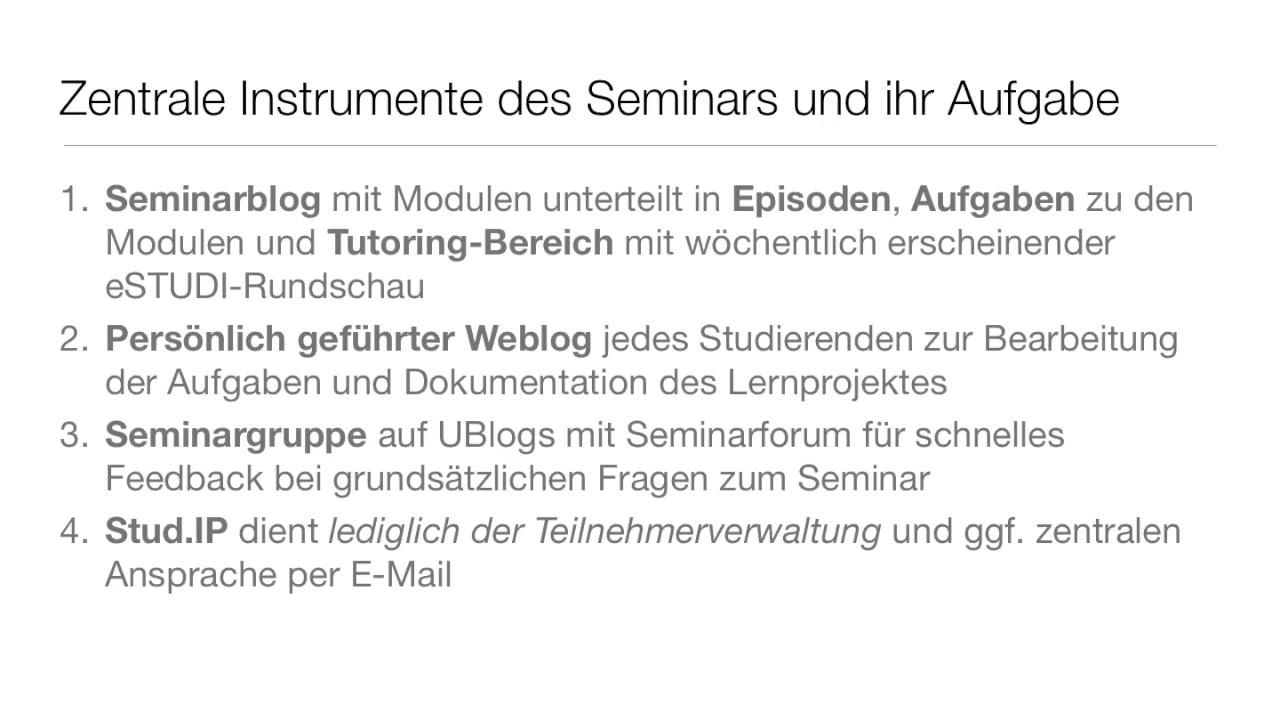 Zentrale Instrumente des Seminars und ihr Aufgabe
1. Seminarblog mit Modulen unterteilt in Episoden, Aufgaben zu den
Modulen und Tutoring-Bereich mit wöchentlich erscheinender
eSTUDI-Rundschau
2. Persönlich geführter Weblog jedes Studierenden zur Bearbeitung
der Aufgaben und Dokumentation des Lernprojektes
3. Seminargruppe auf UBlogs mit Seminarforum für schnelles
Feedback bei grundsätzlichen Fragen zum Seminar
4. Stud.IP dient lediglich der Teilnehmerverwaltung und ggf. zentralen
Ansprache per E-Mail